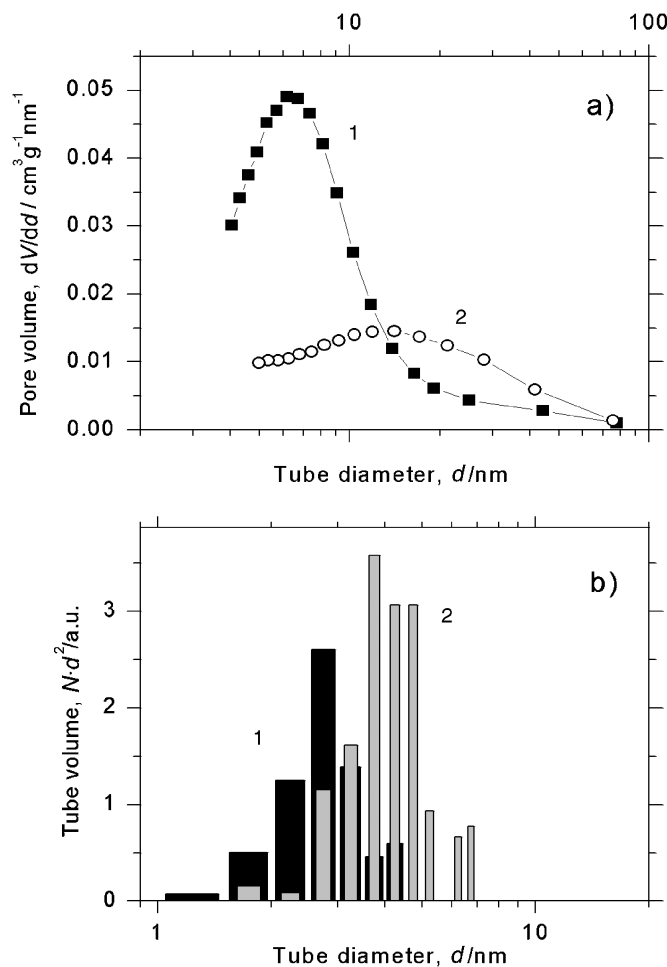 10 100
0.05
a)
1
0.04
0.03
0.02
2
0.01
0.00
Pore volume, dV/dd / cm³g⁻¹nm⁻¹
Tube diameter, d/nm
b)
3
2
2
1
1
0
Tube volume, N·d²/a.u.
1 10
Tube diameter, d/nm